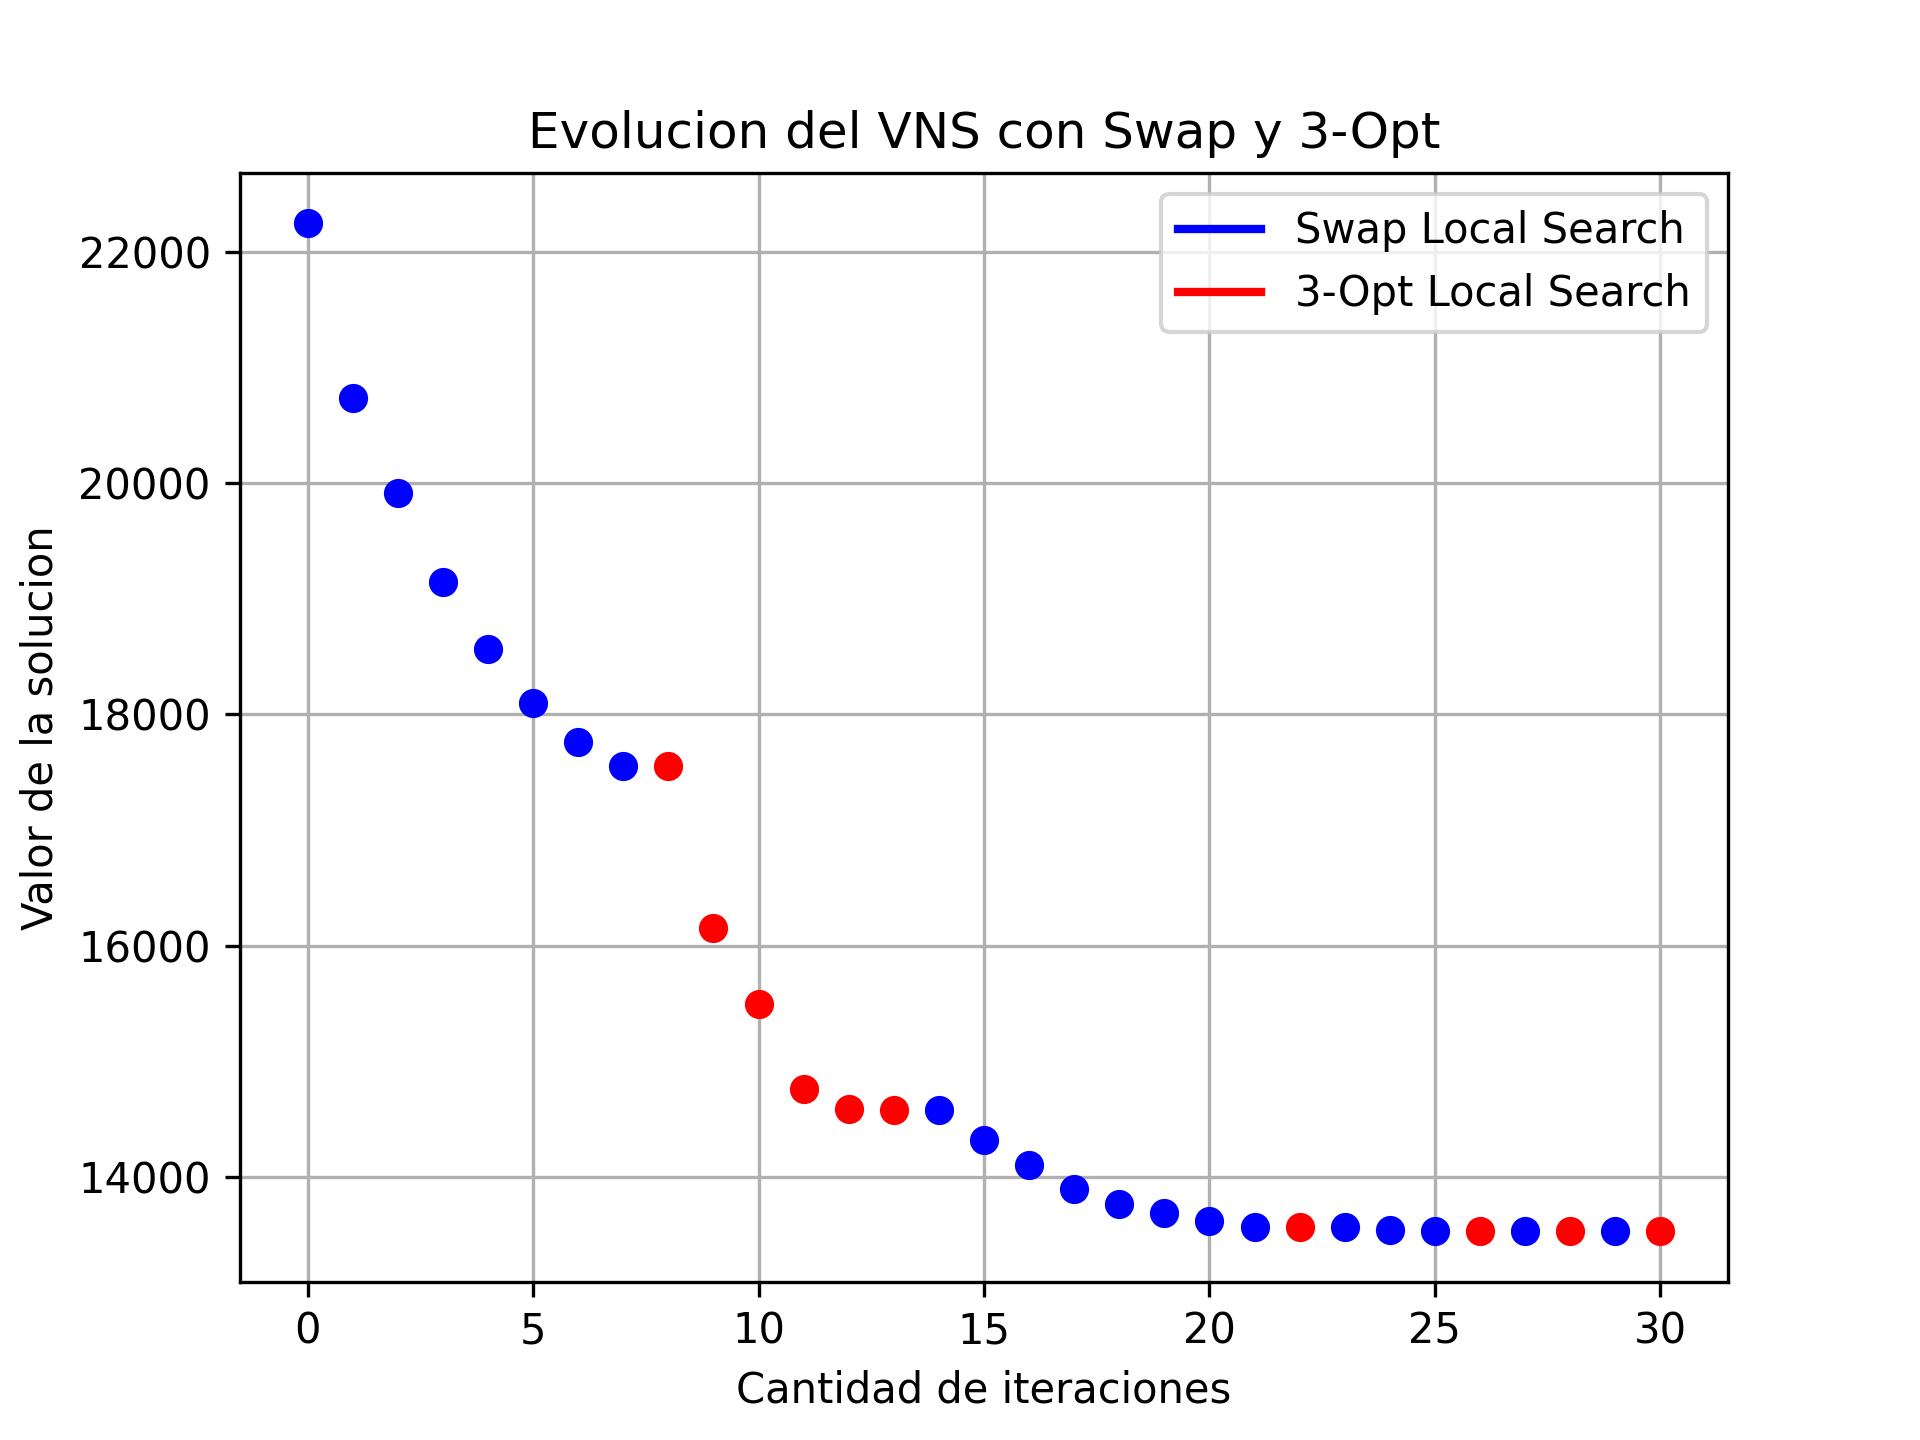 Evolucion del VNS con Swap y 3-Opt
Swap Local Search
3-Opt Local Search
Valor de la solucion
22000
20000
18000
16000
14000
0 5 10 15 20 25 30
Cantidad de iteraciones